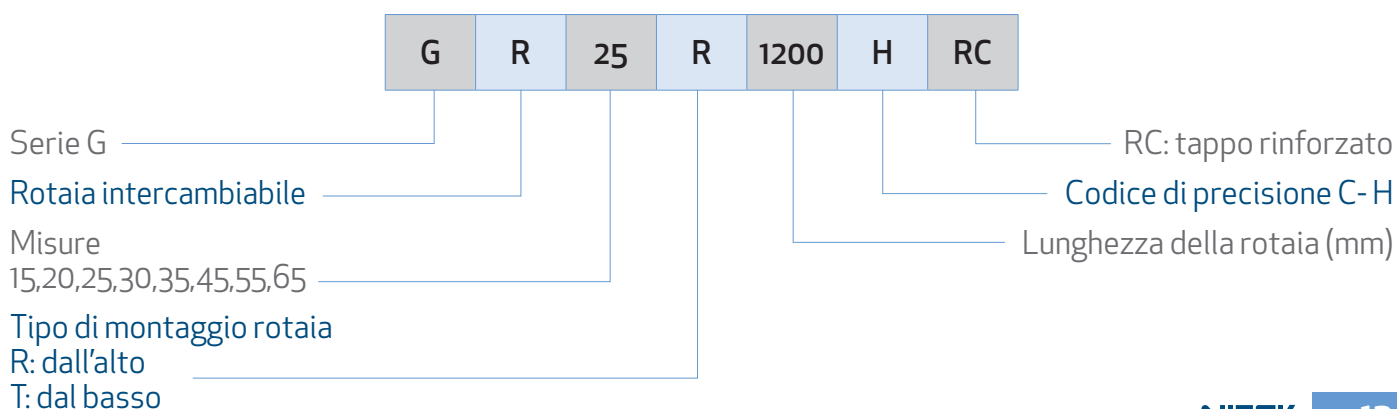 G R 25 R 1200 H RC
Serie G
Rotaia intercambiabile
Misure
15,20,25,30,35,45,55,65
Tipo di montaggio rotaia
R: dall'alto
T: dal basso
RC: tappo rinforzato
Codice di precisione C- H
Lunghezza della rotaia (mm)